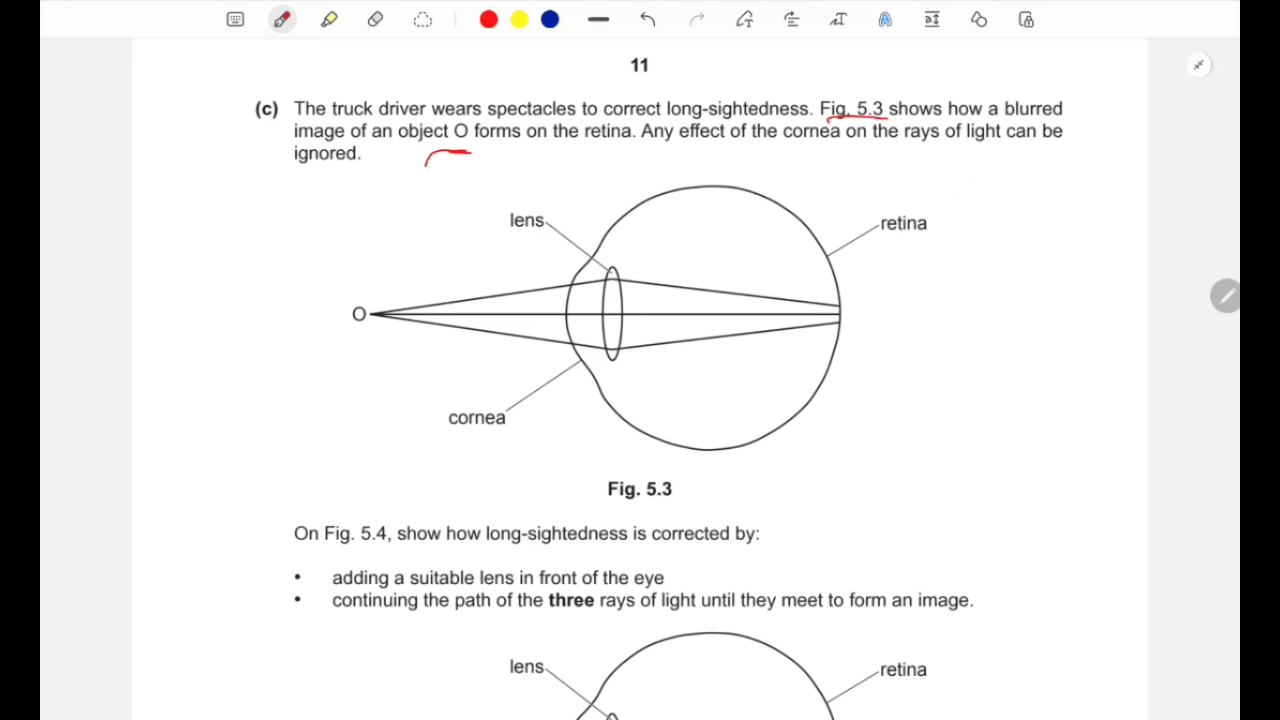 11
(c) The truck driver wears spectacles to correct long-sightedness. Fig. 5.3 shows how a blurred
image of an object O forms on the retina. Any effect of the cornea on the rays of light can be
ignored.
lens
retina
O
cornea
Fig. 5.3
On Fig. 5.4, show how long-sightedness is corrected by:
• adding a suitable lens in front of the eye
• continuing the path of the three rays of light until they meet to form an image.
lens
retina